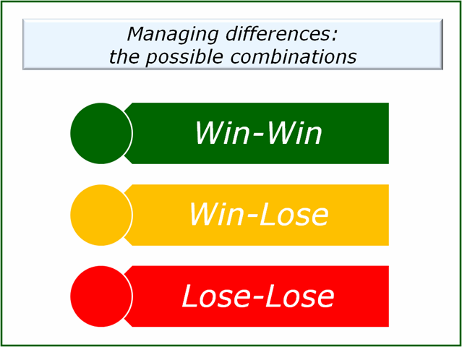 Managing differences:
the possible combinations
Win-Win
Win-Lose
Lose-Lose